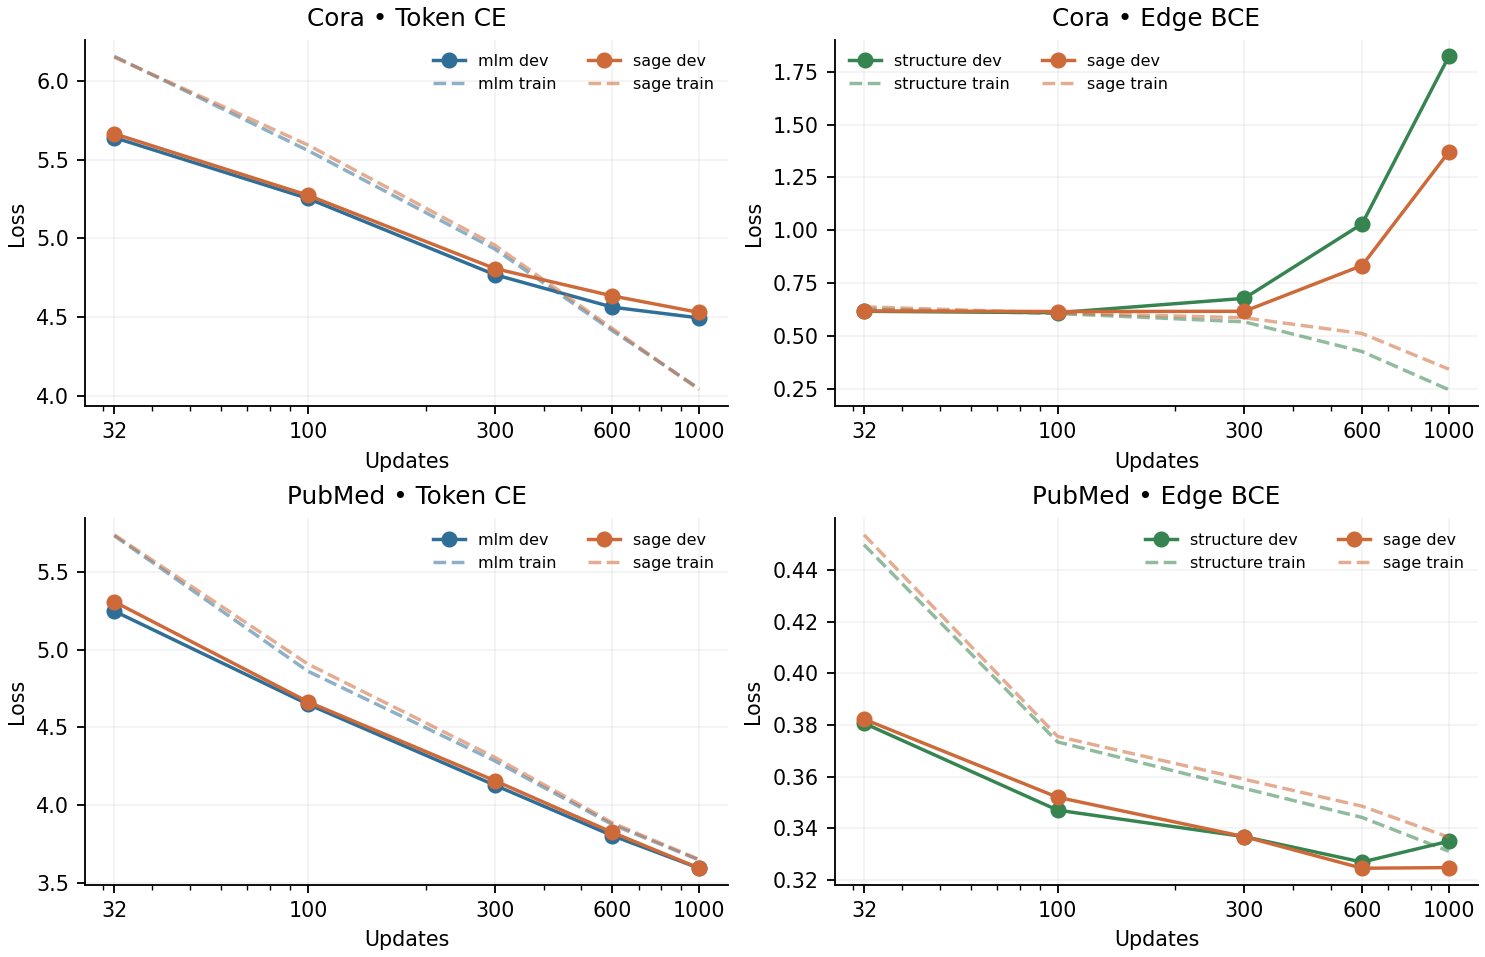 Cora • Token CE
mlm dev
mlm train
sage dev
sage train
6.0
5.5
5.0
4.5
4.0
Loss
32
100
300
600
1000
Updates
Cora • Edge BCE
structure dev
structure train
sage dev
sage train
1.75
1.50
1.25
1.00
0.75
0.50
0.25
Loss
32
100
300
600
1000
Updates
PubMed • Token CE
mlm dev
mlm train
sage dev
sage train
5.5
5.0
4.5
4.0
3.5
Loss
32
100
300
600
1000
Updates
PubMed • Edge BCE
structure dev
structure train
sage dev
sage train
0.44
0.42
0.40
0.38
0.36
0.34
0.32
Loss
32
100
300
600
1000
Updates